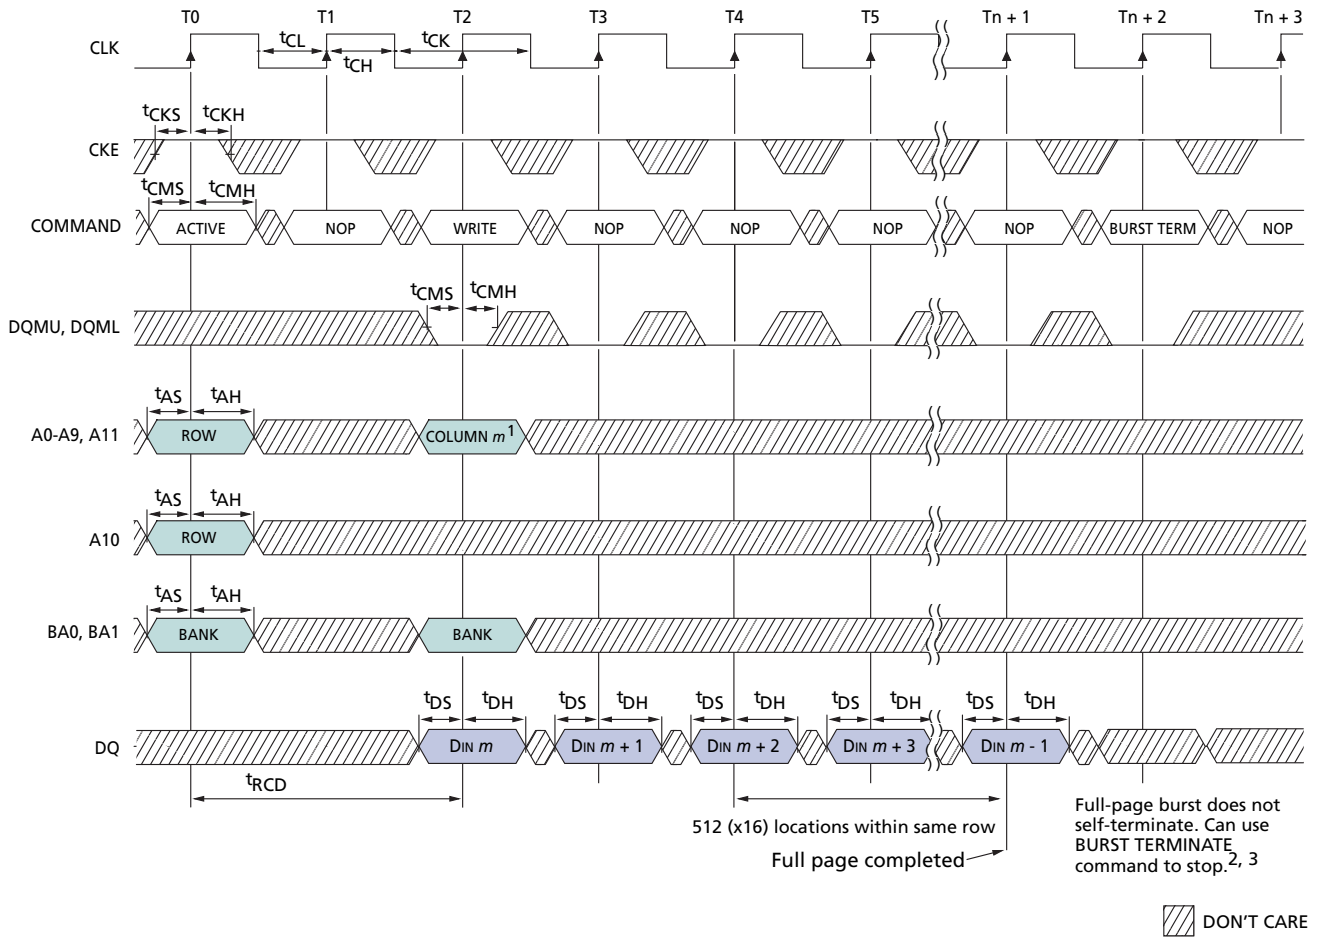 T0 T1 T2 T3 T4 T5 Tn + 1 Tn + 2 Tn + 3
CLK
tCL
tCK
tCH
tCKS tCKH
CKE
tCMS tCMH
COMMAND ACTIVE NOP WRITE NOP NOP NOP NOP BURST TERM NOP
tCMS tCMH
DQMU, DQML
tAS tAH
A0-A9, A11 ROW COLUMN m1
tAS tAH
A10 ROW
tAS tAH
BA0, BA1 BANK BANK
tDS tDH tDS tDH tDS tDH tDS tDH tDS tDH
DQ DIN m DIN m + 1 DIN m + 2 DIN m + 3 DIN m - 1
tRCD
512 (x16) locations within same row
Full page completed
Full-page burst does not
self-terminate. Can use
BURST TERMINATE
command to stop.2, 3
DON'T CARE